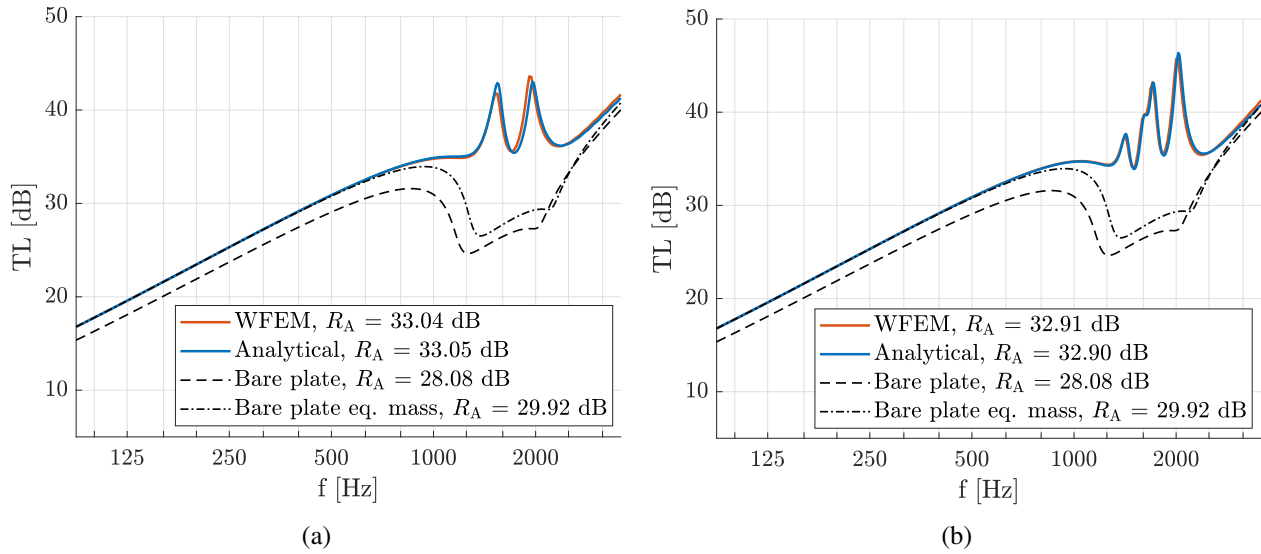 50
40
30
20
10
TL [dB]
WFEM, R_A = 33.04 dB
Analytical, R_A = 33.05 dB
Bare plate, R_A = 28.08 dB
Bare plate eq. mass, R_A = 29.92 dB
125 250 500 1000 2000
f [Hz]
(a)
50
40
30
20
10
TL [dB]
WFEM, R_A = 32.91 dB
Analytical, R_A = 32.90 dB
Bare plate, R_A = 28.08 dB
Bare plate eq. mass, R_A = 29.92 dB
125 250 500 1000 2000
f [Hz]
(b)